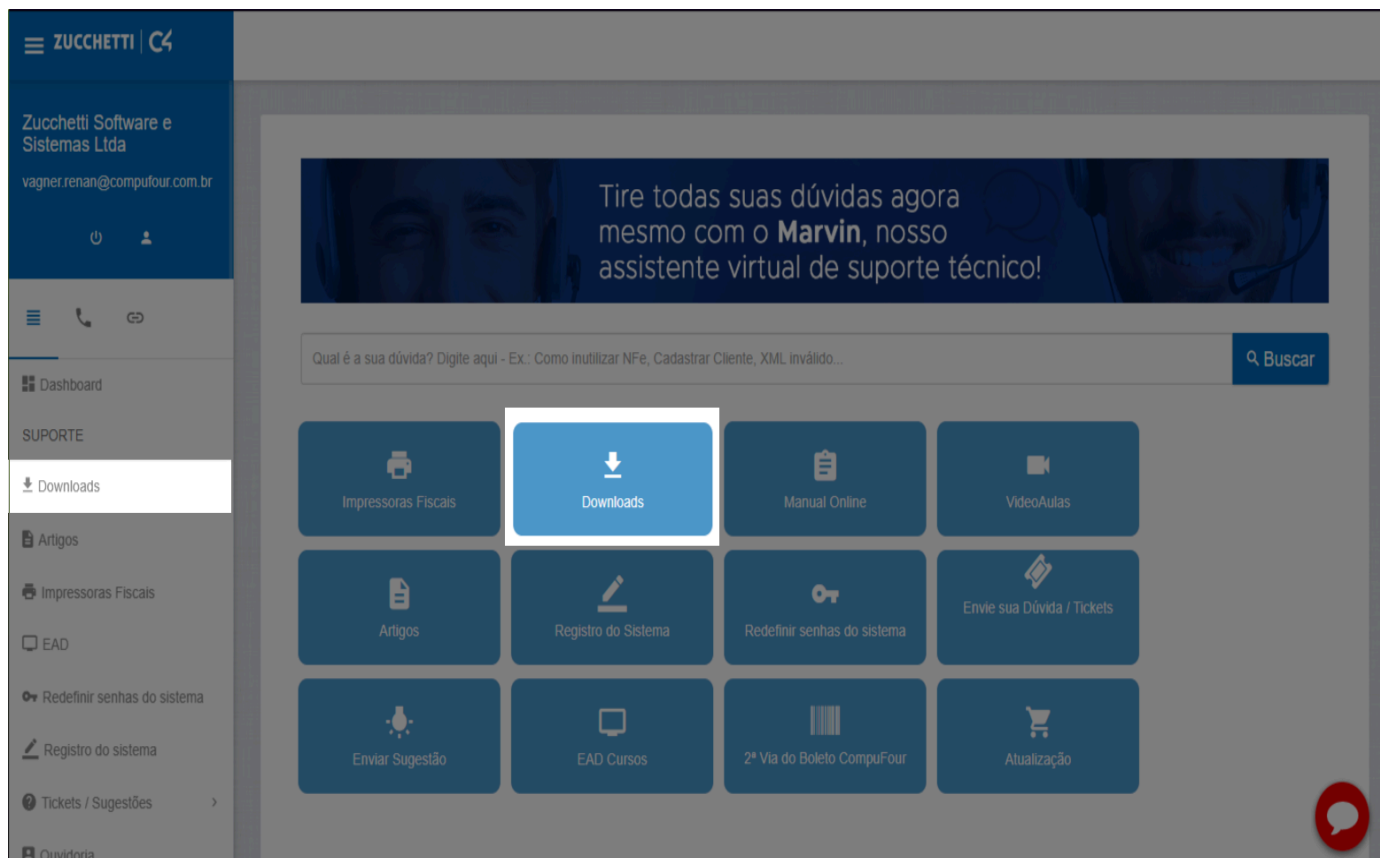 ZUCCHETTI | C4
Zucchetti Software e
Sistemas Ltda
vagner.renan@compufour.com.br
Dashboard
SUPORTE
Downloads
Artigos
Impressoras Fiscais
EAD
Redefinir senhas do sistema
Registro do sistema
Tickets / Sugestões
Ouvidoria
Tire todas suas dúvidas agora
mesmo com o Marvin, nosso
assistente virtual de suporte técnico!
Qual é a sua dúvida? Digite aqui - Ex.: Como inutilizar NFe, Cadastrar Cliente, XML inválido...
Buscar
Impressoras Fiscais
Downloads
Manual Online
VideoAulas
Artigos
Registro do Sistema
Redefinir senhas do sistema
Envie sua Dúvida / Tickets
Enviar Sugestão
EAD Cursos
2ª Via do Boleto CompuFour
Atualização